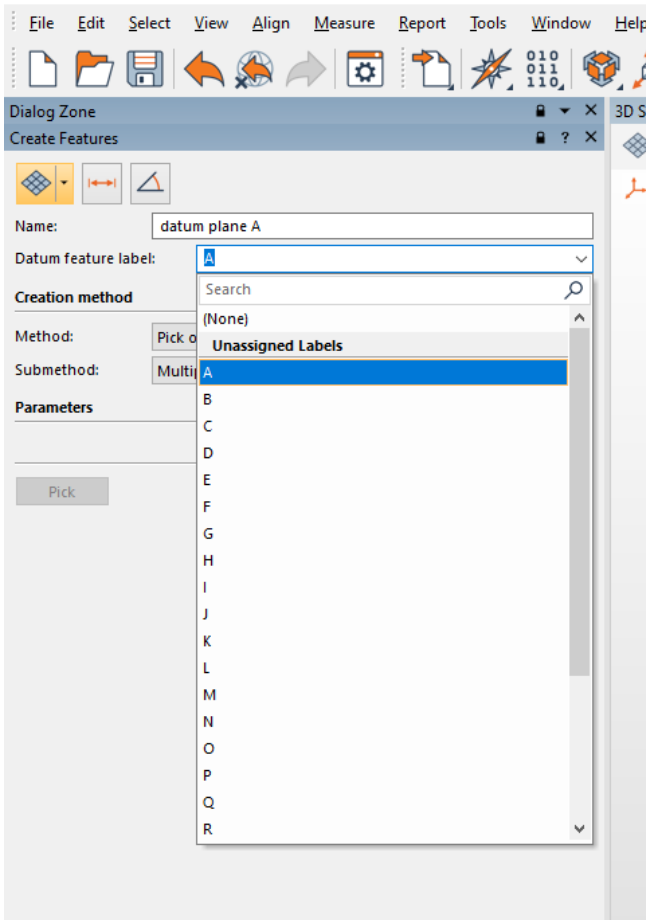 File Edit Select View Align Measure Report Tools Window Help
010
011
110
Dialog Zone
3D S
Create Features
?
Name: datum plane A
Datum feature label: A
Search
Creation method
(None)
Method: Pick o
Unassigned Labels
Submethod: Multip
A
B
Parameters
C
D
E
F
Pick
G
H
I
J
K
L
M
N
O
P
Q
R